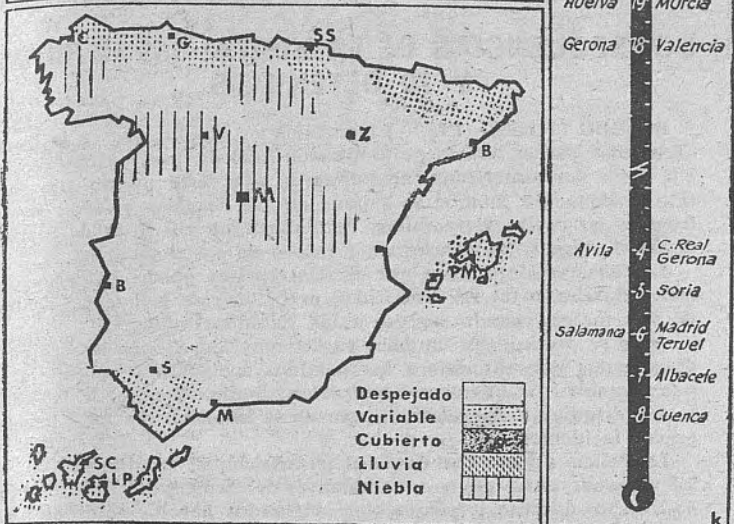 Huelva 19 Murcia
Gerona 18 Valencia
C
G
SS
V
Z
B
M
PMa
B
S
M
SC
LP
Despejado
Variable
Cubierto
Lluvia
Niebla
Avila -4 C.Real
Gerona
-5 Soria
Salamanca -6 Madrid
Teruel
-7 Albacete
-8 Cuenca
k